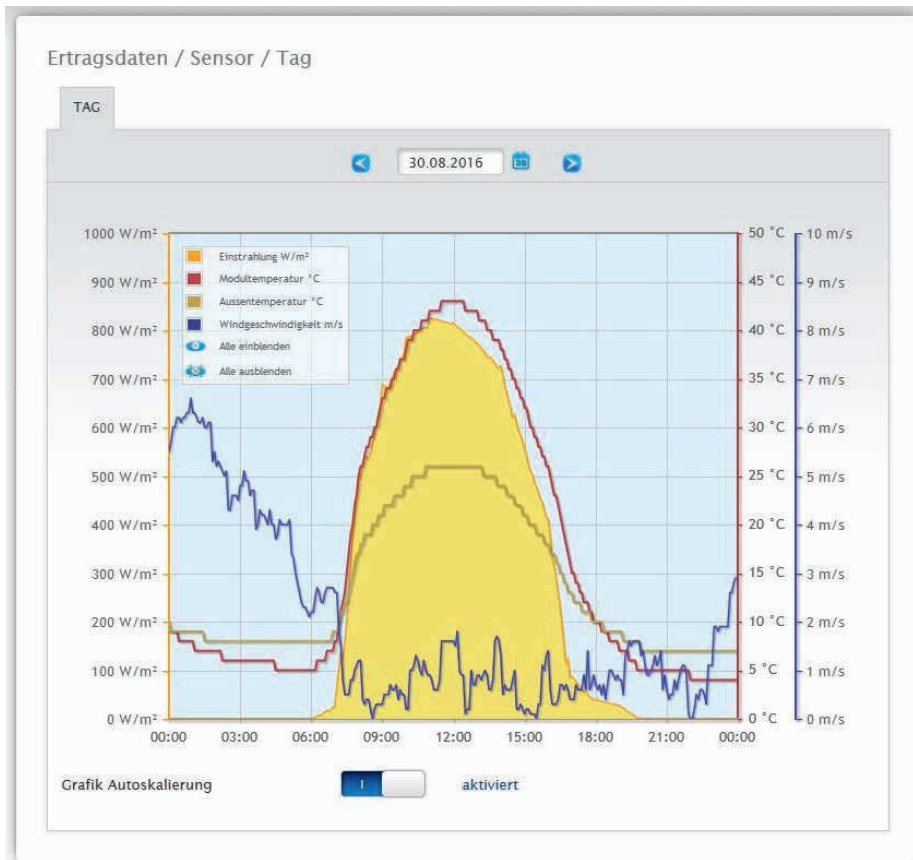 Ertragsdaten / Sensor / Tag
TAG
30.08.2016
1000 W/m²
900 W/m²
800 W/m²
700 W/m²
600 W/m²
500 W/m²
400 W/m²
300 W/m²
200 W/m²
100 W/m²
0 W/m²
Einstrahlung W/m²
Modultemperatur °C
Aussentemperatur °C
Windgeschwindigkeit m/s
Alle einblenden
Alle ausblenden
50 °C
45 °C
40 °C
35 °C
30 °C
25 °C
20 °C
15 °C
10 °C
5 °C
0 °C
10 m/s
9 m/s
8 m/s
7 m/s
6 m/s
5 m/s
4 m/s
3 m/s
2 m/s
1 m/s
0 m/s
00:00 03:00 06:00 09:00 12:00 15:00 18:00 21:00 00:00
Grafik Autoskalierung I aktiviert